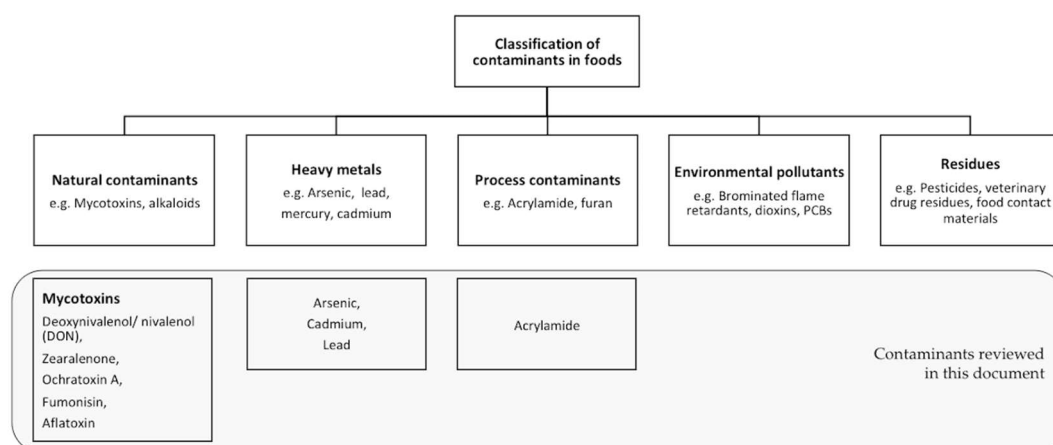 Classification of
contaminants in foods
Natural contaminants
e.g. Mycotoxins, alkaloids
Heavy metals
e.g. Arsenic, lead,
mercury, cadmium
Process contaminants
e.g. Acrylamide, furan
Environmental pollutants
e.g. Brominated flame
retardants, dioxins, PCBs
Residues
e.g. Pesticides, veterinary
drug residues, food contact
materials
Mycotoxins
Deoxynivalenol/ nivalenol
(DON),
Zearalenone,
Ochratoxin A,
Fumonisin,
Aflatoxin
Arsenic,
Cadmium,
Lead
Acrylamide
Contaminants reviewed
in this document